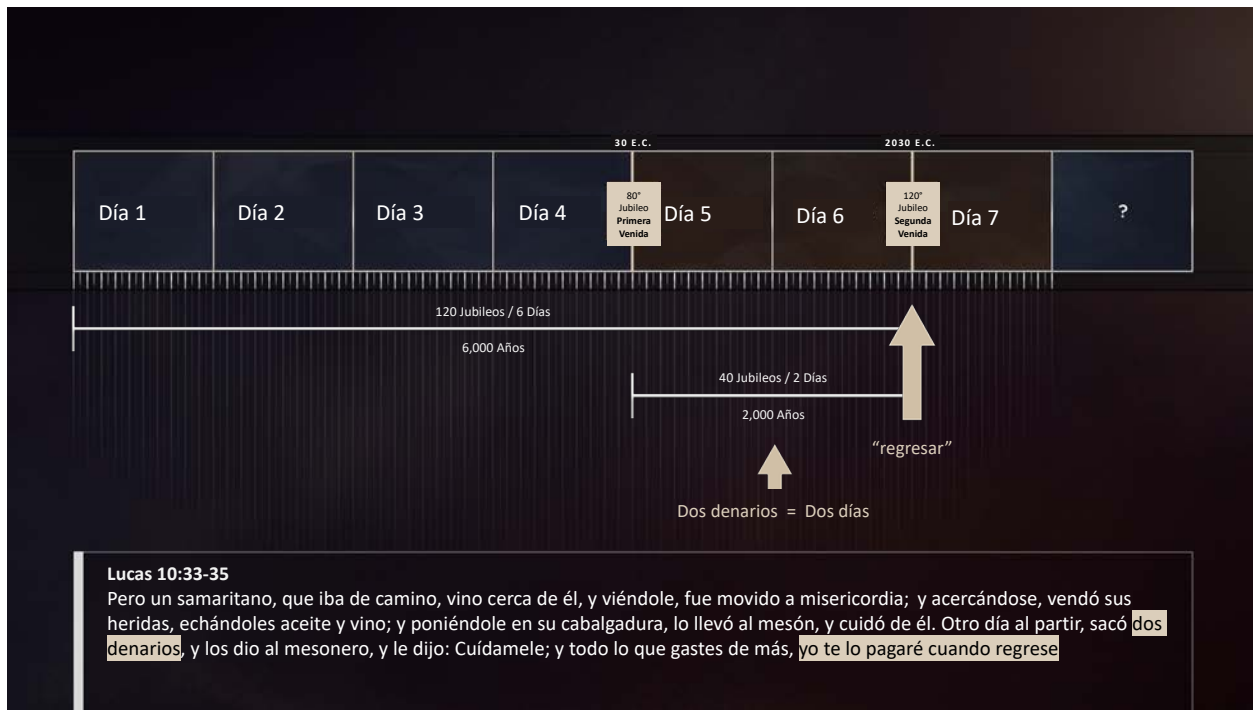 30 E.C.
2030 E.C.
Día 1
Día 2
Día 3
Día 4
80°
Jubileo
Primera
Venida
Día 5
Día 6
120°
Jubileo
Segunda
Venida
Día 7
?
120 Jubileos / 6 Días
6,000 Años
40 Jubileos / 2 Días
2,000 Años
“regresar”
Dos denarios = Dos días
Lucas 10:33-35
Pero un samaritano, que iba de camino, vino cerca de él, y viéndole, fue movido a misericordia; y acercándose, vendó sus
heridas, echándoles aceite y vino; y poniéndole en su cabalgadura, lo llevó al mesón, y cuidó de él. Otro día al partir, sacó dos
denarios, y los dio al mesonero, y le dijo: Cuídamele; y todo lo que gastes de más, yo te lo pagaré cuando regrese